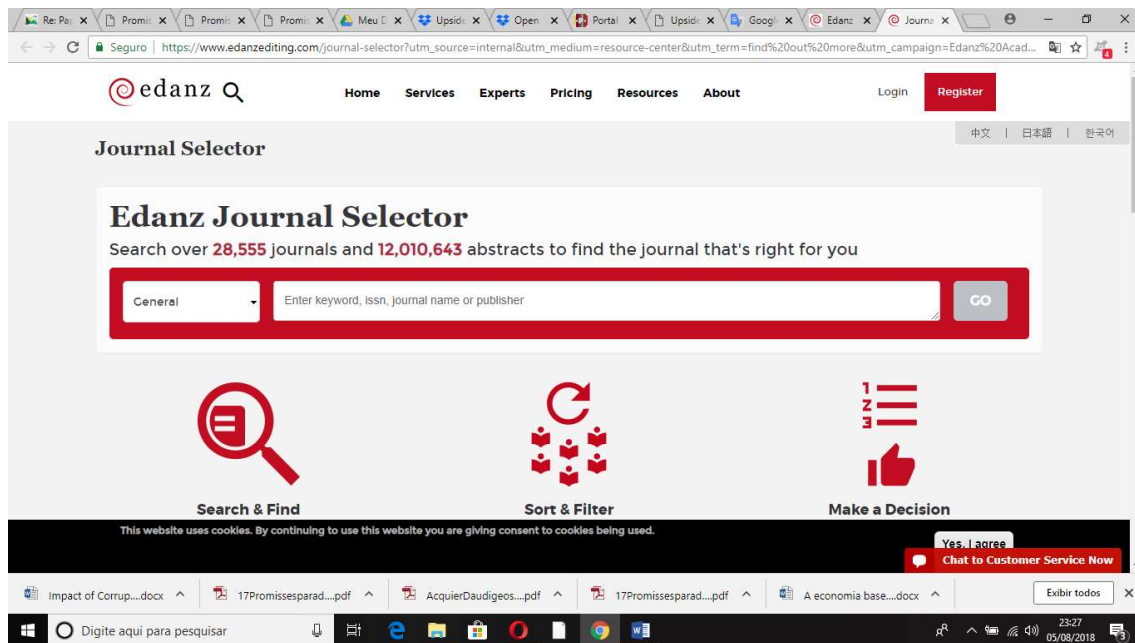 Re: Pap Promis Promis Promis Meu D Upside Open Portal Upside Googl Edanz Journa
Seguro | https://www.edanzediting.com/journal-selector?utm_source=internal&utm_medium=resource-center&utm_term=find%20out%20more&utm_campaign=Edanz%20Acad...
edanz Home Services Experts Pricing Resources About Login Register
中文 | 日本語 | 한국어
Journal Selector
Edanz Journal Selector
Search over 28,555 journals and 12,010,643 abstracts to find the journal that's right for you
General Enter keyword, issn, journal name or publisher GO
1
2
3
Search & Find Sort & Filter Make a Decision
This website uses cookies. By continuing to use this website you are giving consent to cookies being used.
Yes, I agree
Chat to Customer Service Now
Impact of Corrup....docx 17Promissesparad....pdf AcquierDaudigeos....pdf 17Promissesparad....pdf A economia base....docx Exibir todos
Digite aqui para pesquisar 23:27
05/08/2018 3